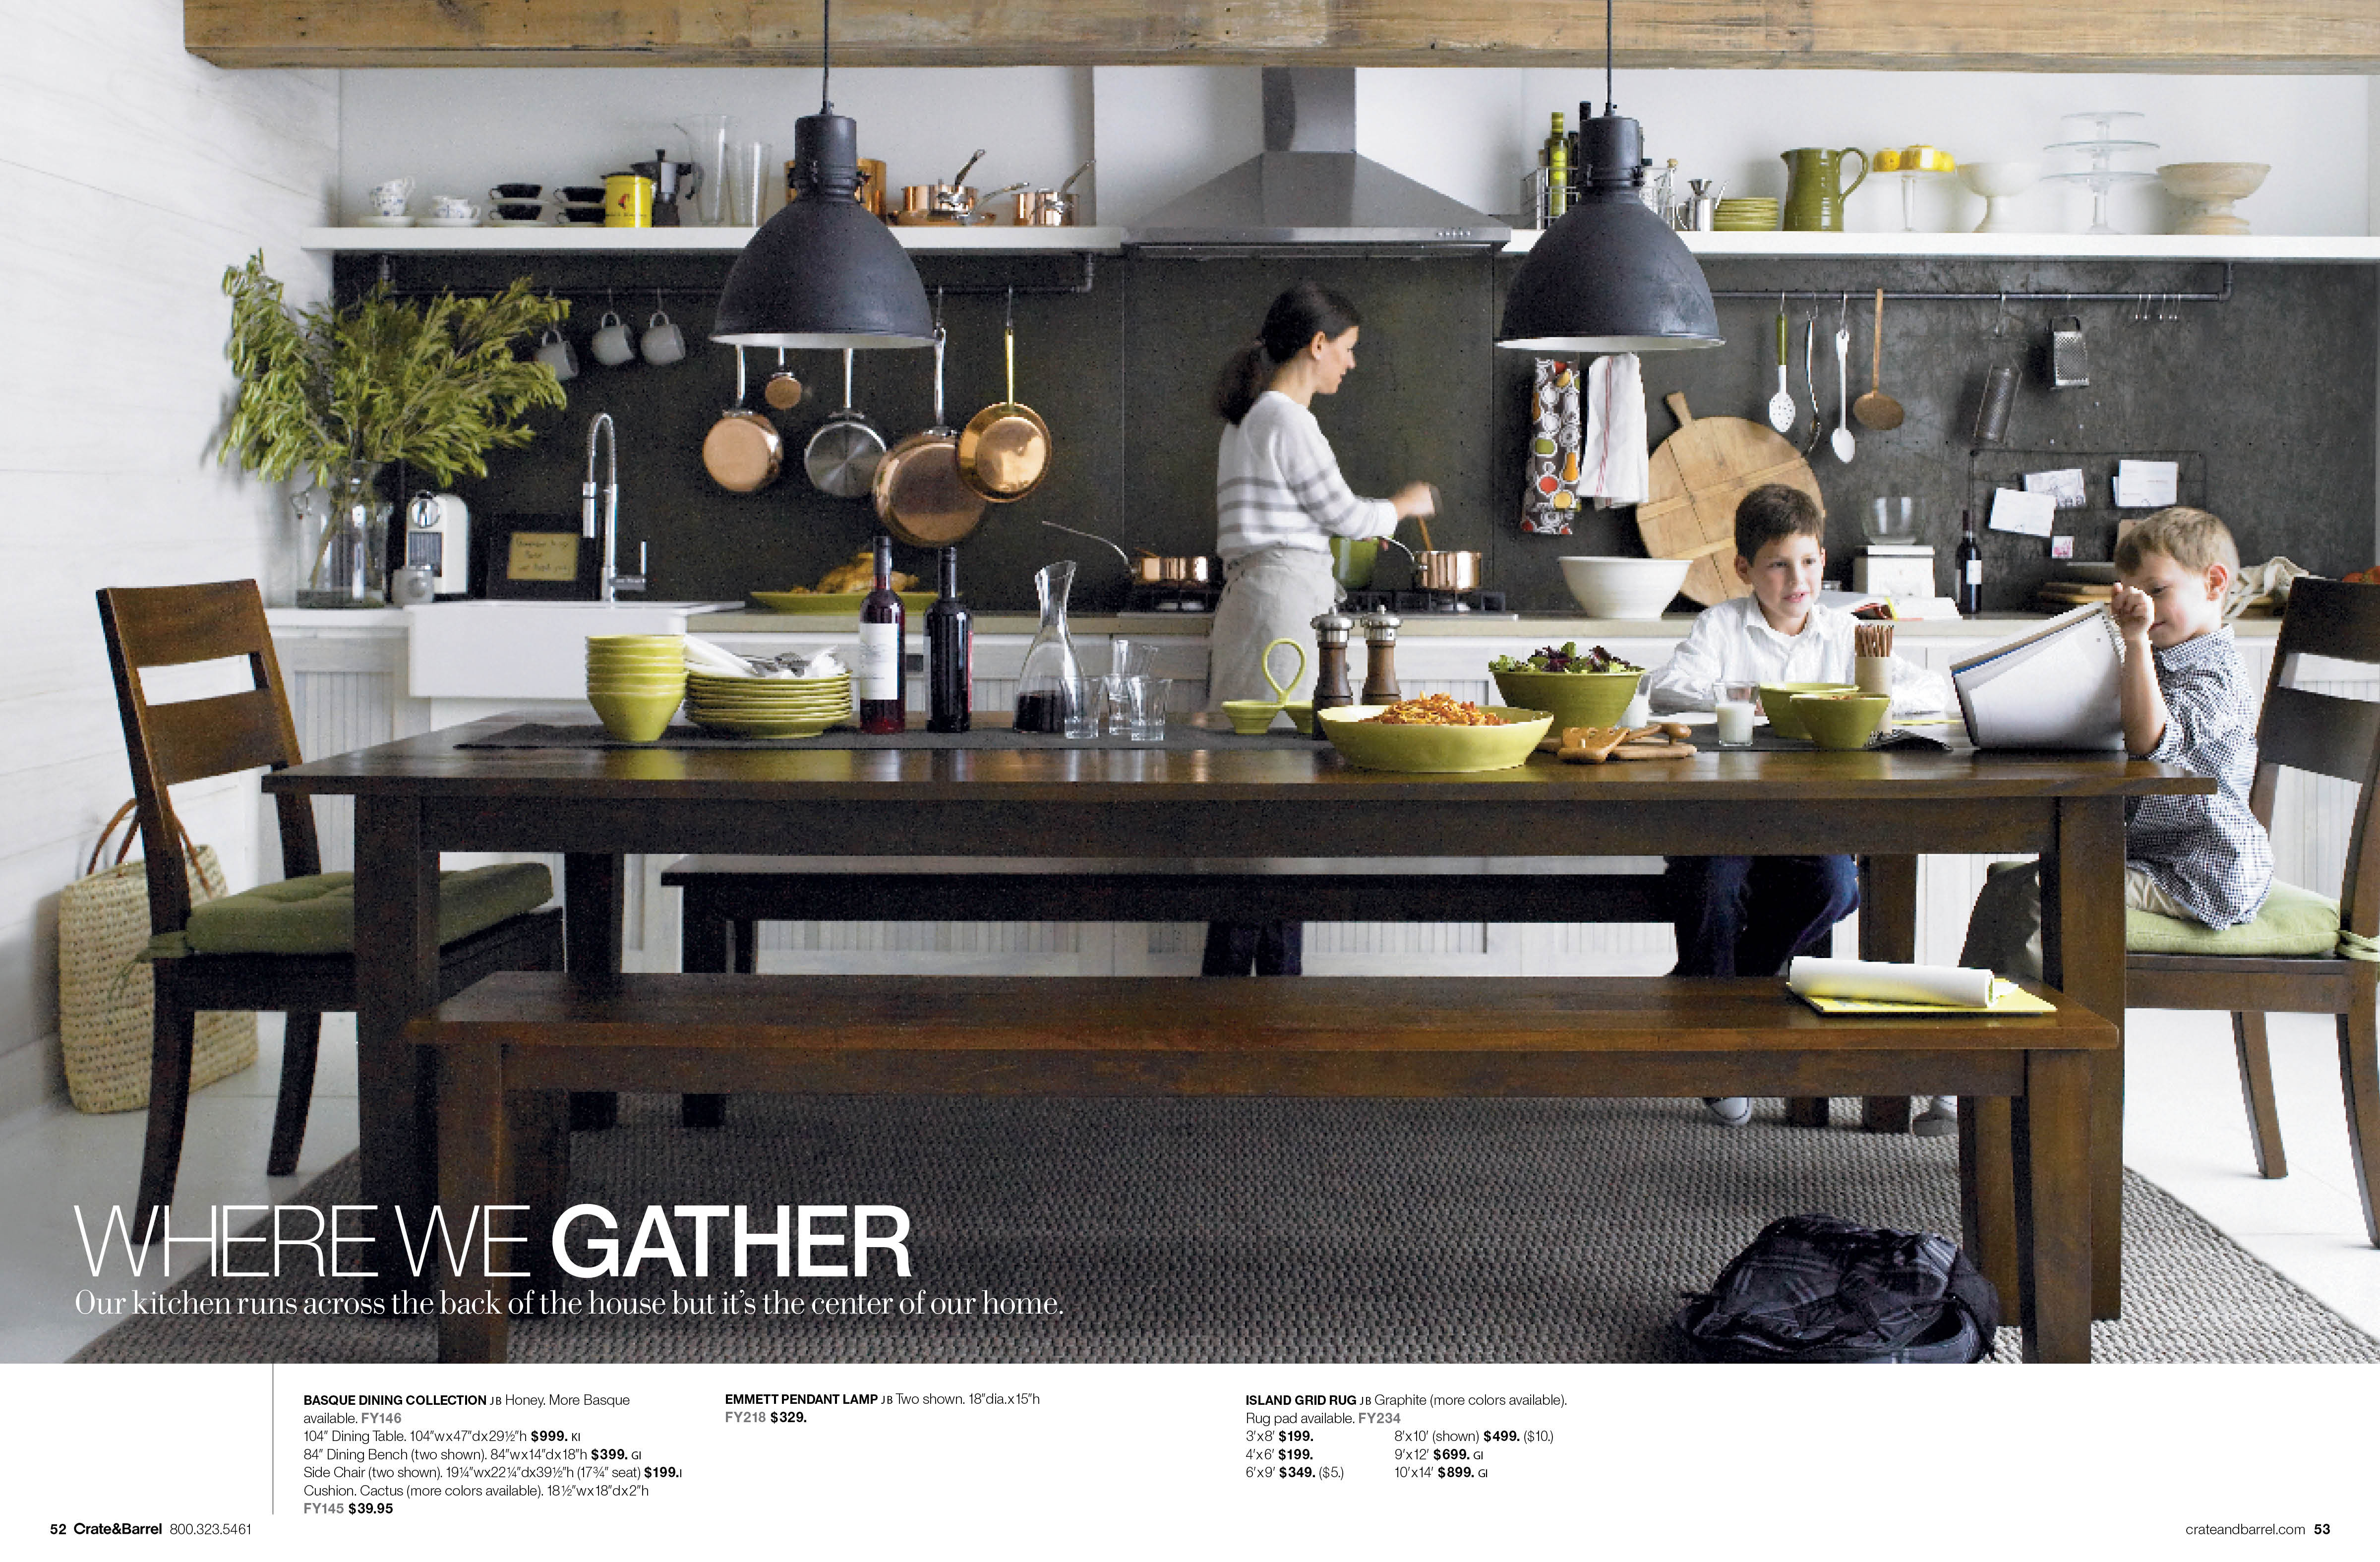 WHERE WE GATHER
Our kitchen runs across the back of the house but it's the center of our home.
BASQUE DINING COLLECTION JB Honey. More Basque
available. FY146
104″ Dining Table. 104″wx47″dx29½″h $999. KI
84″ Dining Bench (two shown). 84″wx14″dx18″h $399. GI
Side Chair (two shown). 19¼″wx22¼″dx39½″h (17¾″ seat) $199.I
Cushion. Cactus (more colors available). 18½″wx18″dx2″h
FY145 $39.95
EMMETT PENDANT LAMP JB Two shown. 18″dia.x15″h
FY218 $329.
ISLAND GRID RUG JB Graphite (more colors available).
Rug pad available. FY234
3'x8' $199.
4'x6' $199.
6'x9' $349. ($5.)
8'x10' (shown) $499. ($10.)
9'x12' $699. GI
10'x14' $899. GI
52 Crate&Barrel 800.323.5461
crateandbarrel.com 53